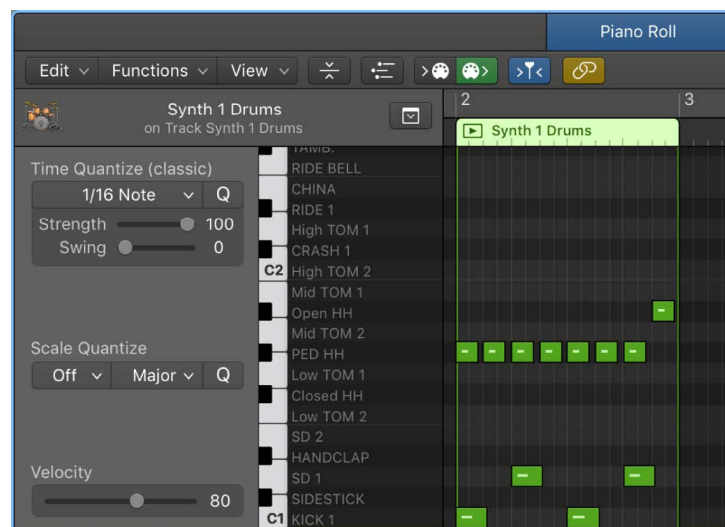 Piano Roll
Edit Functions View
Synth 1 Drums
on Track Synth 1 Drums
2 3
Synth 1 Drums
Time Quantize (classic)
1/16 Note Q
Strength 100
Swing 0
Scale Quantize
Off Major Q
Velocity
80
TAMB.
RIDE BELL
CHINA
RIDE 1
High TOM 1
CRASH 1
C2 High TOM 2
Mid TOM 1
Open HH
Mid TOM 2
PED HH
Low TOM 1
Closed HH
Low TOM 2
SD 2
HANDCLAP
SD 1
SIDESTICK
C1 KICK 1